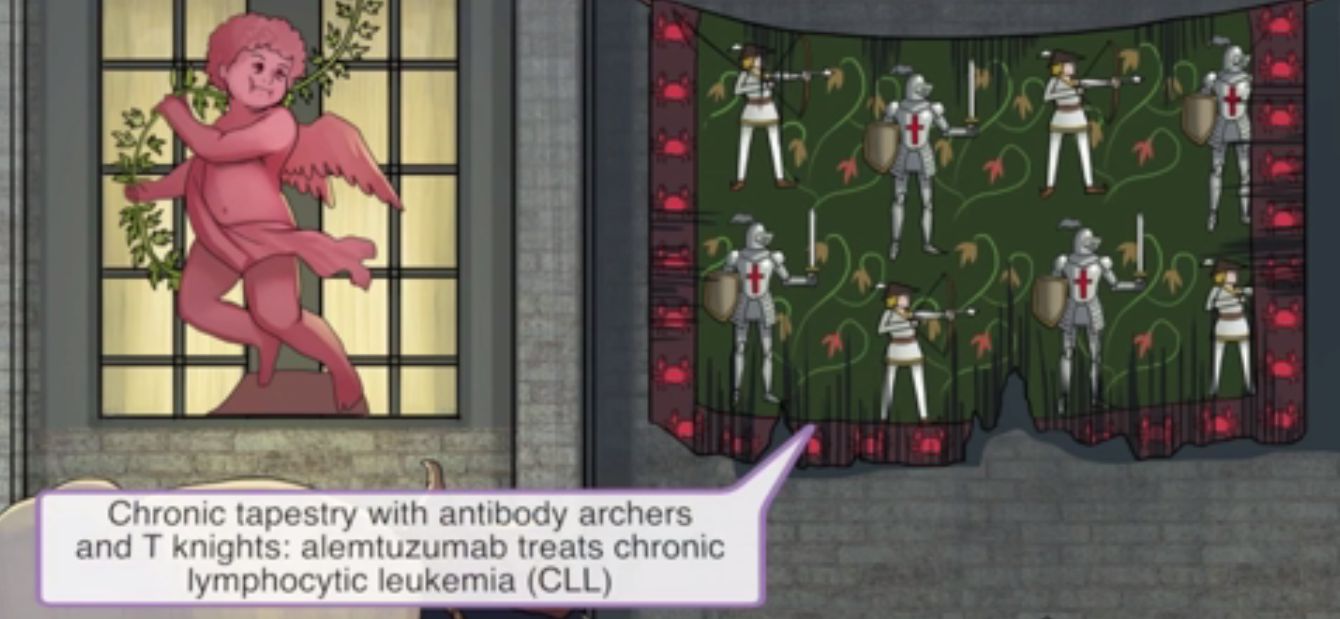 Chronic tapestry with antibody archers
and T knights: alemtuzumab treats chronic
lymphocytic leukemia (CLL)